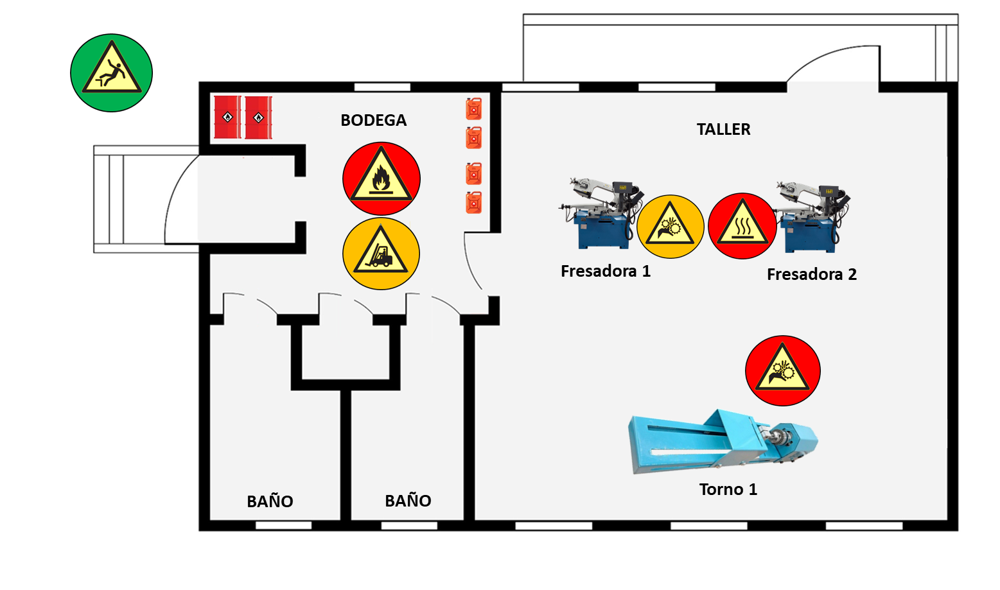 BODEGA
TALLER
Fresadora 1
Fresadora 2
Torno 1
BAÑO
BAÑO